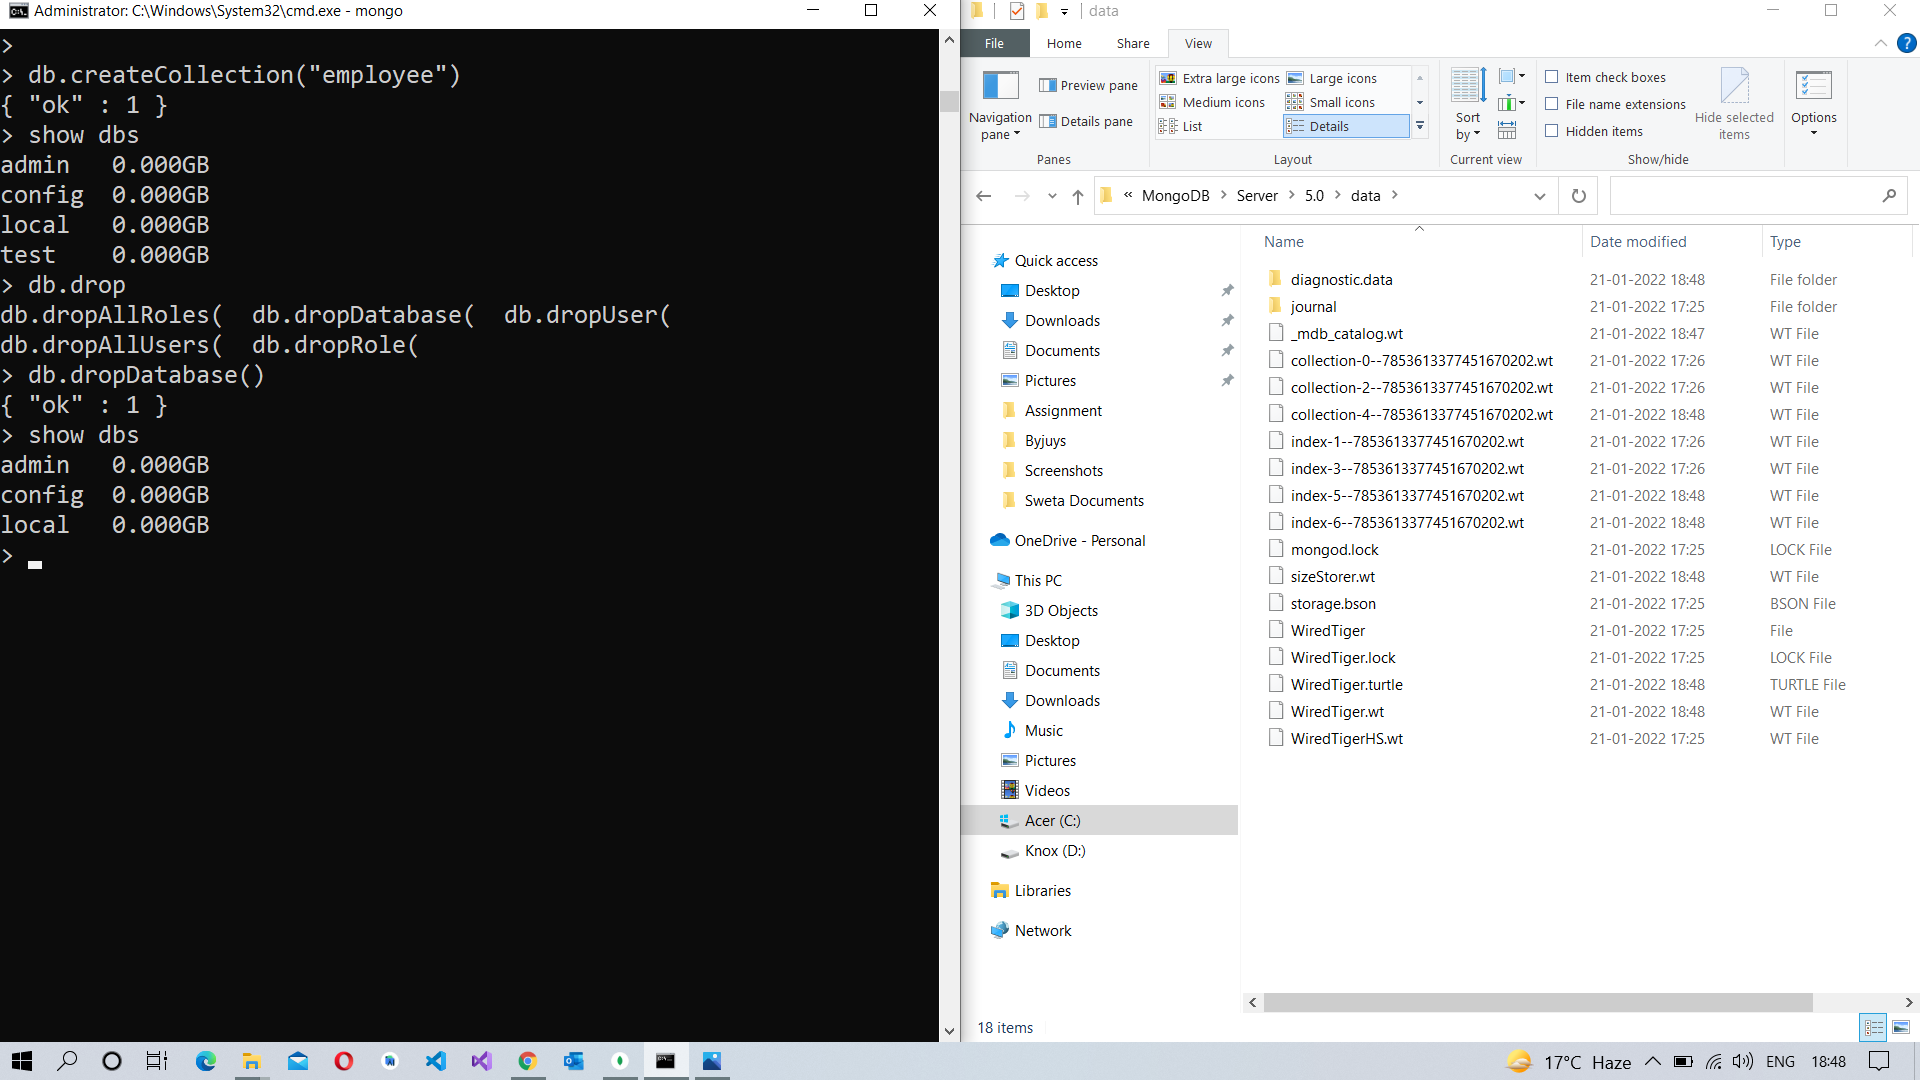 Administrator: C:\Windows\System32\cmd.exe - mongo
>
> db.createCollection("employee")
{ "ok" : 1 }
> show dbs
admin   0.000GB
config  0.000GB
local   0.000GB
test    0.000GB
> db.drop
db.dropAllRoles(  db.dropDatabase(  db.dropUser(
db.dropAllUsers(  db.dropRole(
> db.dropDatabase()
{ "ok" : 1 }
> show dbs
admin   0.000GB
config  0.000GB
local   0.000GB
>
data
File Home Share View
Navigation pane
Preview pane
Details pane
Panes
Extra large icons Large icons
Medium icons Small icons
List Details
Layout
Sort by
Current view
Item check boxes
File name extensions
Hidden items
Hide selected items
Show/hide
Options
« MongoDB > Server > 5.0 > data >
Quick access
Desktop
Downloads
Documents
Pictures
Assignment
Byjuys
Screenshots
Sweta Documents
OneDrive - Personal
This PC
3D Objects
Desktop
Documents
Downloads
Music
Pictures
Videos
Acer (C:)
Knox (D:)
Libraries
Network
Name Date modified Type
diagnostic.data 21-01-2022 18:48 File folder
journal 21-01-2022 17:25 File folder
_mdb_catalog.wt 21-01-2022 18:47 WT File
collection-0--7853613377451670202.wt 21-01-2022 17:26 WT File
collection-2--7853613377451670202.wt 21-01-2022 17:26 WT File
collection-4--7853613377451670202.wt 21-01-2022 18:48 WT File
index-1--7853613377451670202.wt 21-01-2022 17:26 WT File
index-3--7853613377451670202.wt 21-01-2022 17:26 WT File
index-5--7853613377451670202.wt 21-01-2022 18:48 WT File
index-6--7853613377451670202.wt 21-01-2022 18:48 WT File
mongod.lock 21-01-2022 17:25 LOCK File
sizeStorer.wt 21-01-2022 18:48 WT File
storage.bson 21-01-2022 17:25 BSON File
WiredTiger 21-01-2022 17:25 File
WiredTiger.lock 21-01-2022 17:25 LOCK File
WiredTiger.turtle 21-01-2022 18:48 TURTLE File
WiredTiger.wt 21-01-2022 18:48 WT File
WiredTigerHS.wt 21-01-2022 17:25 WT File
18 items
17°C Haze ENG 18:48